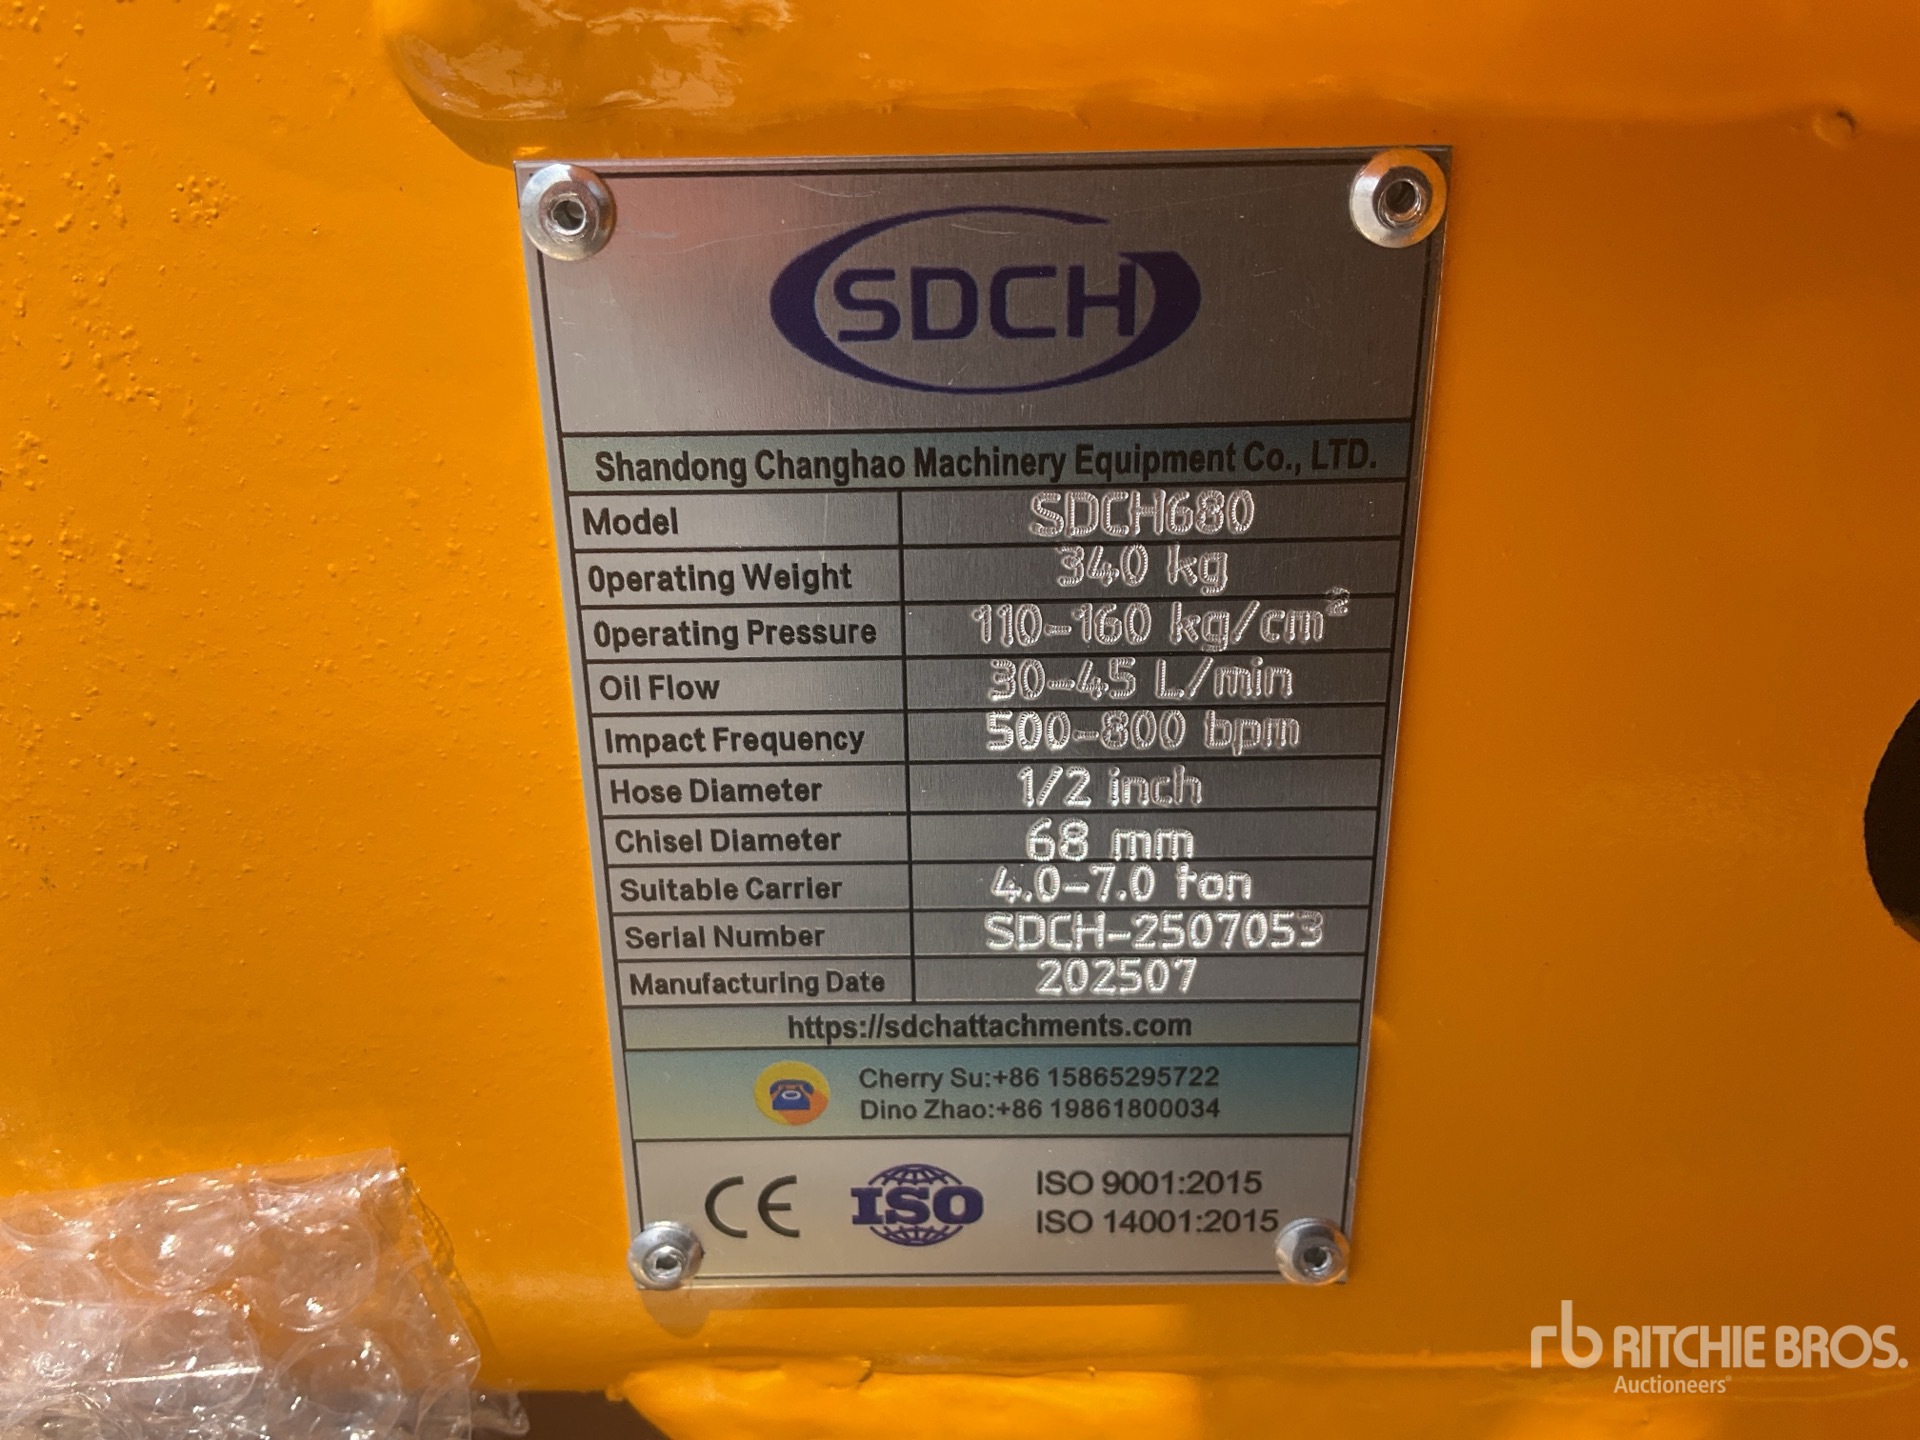 SDCH
Shandong Changhao Machinery Equipment Co., LTD.
Model SDCH680
Operating Weight 340 kg
Operating Pressure 110-160 kg/cm²
Oil Flow 30-45 L/min
Impact Frequency 500-800 bpm
Hose Diameter 1/2 inch
Chisel Diameter 68 mm
Suitable Carrier 4.0-7.0 ton
Serial Number SDCH-2507053
Manufacturing Date 202507
https://sdchattachments.com
Cherry Su:+86 15865295722
Dino Zhao:+86 19861800034
CE ISO ISO 9001:2015
ISO 14001:2015
rb RITCHIE BROS.
Auctioneers